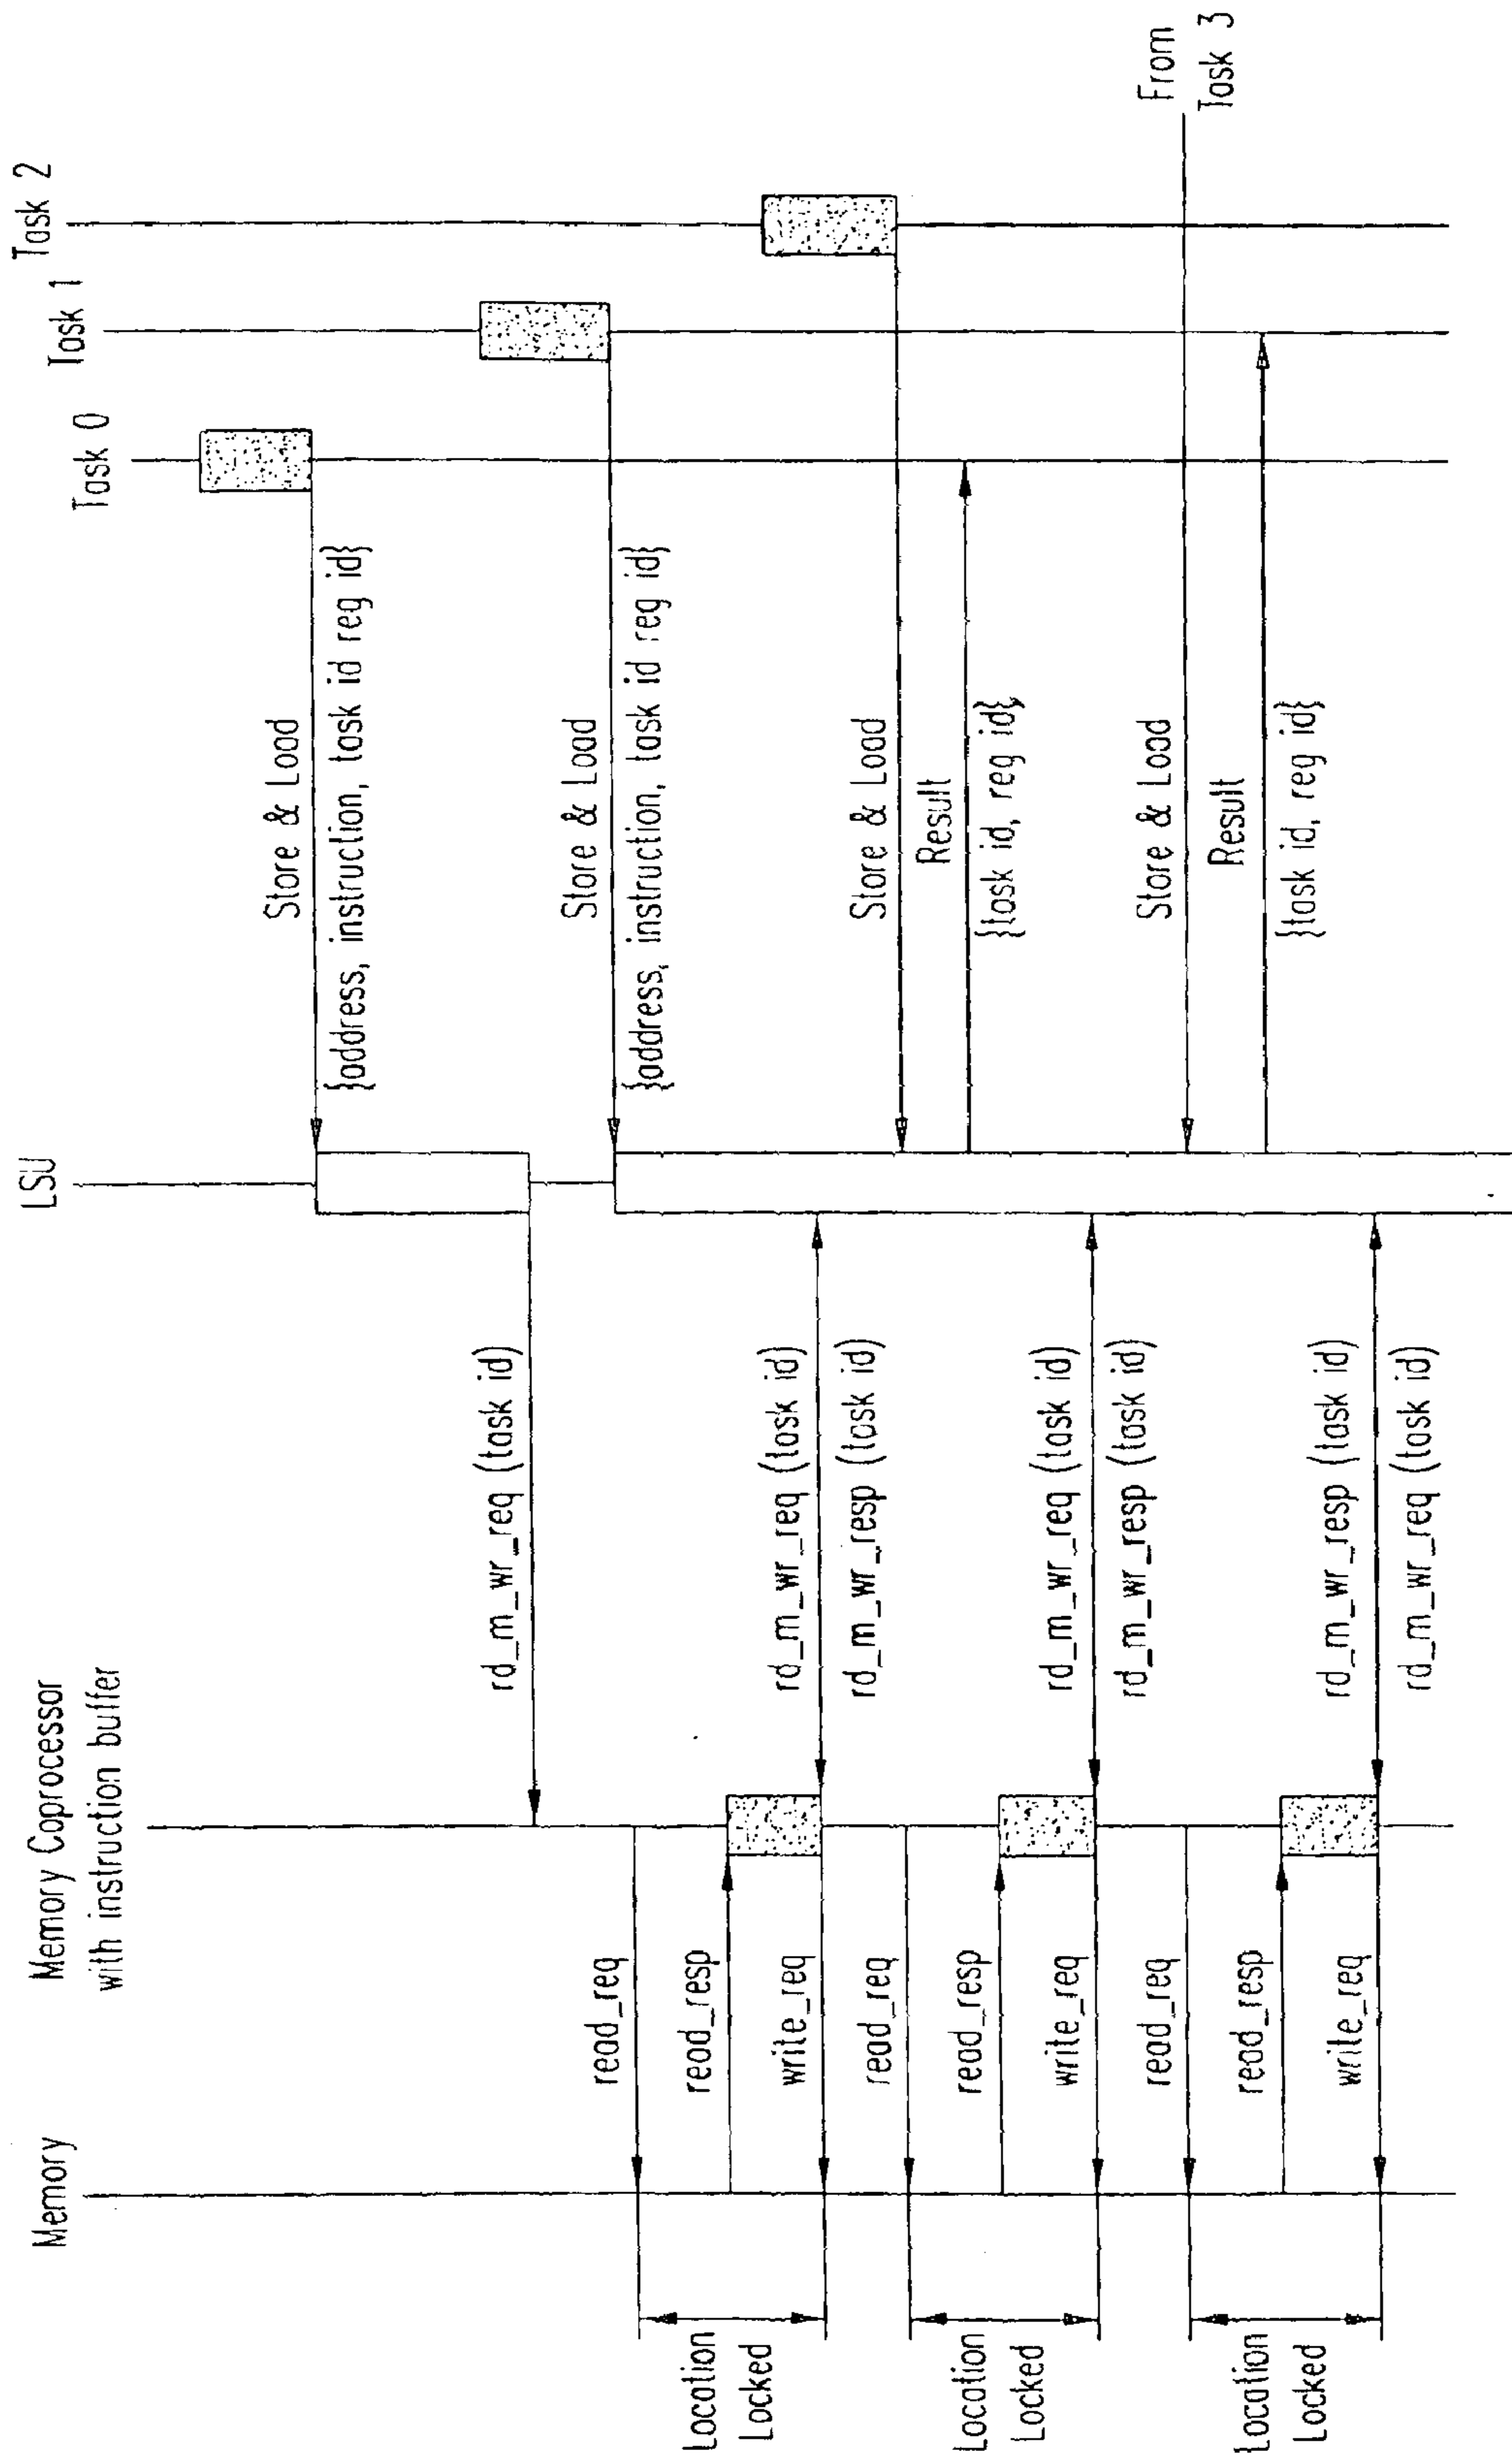 Memory
Memory Coprocessor
with instruction buffer
LSU
Task 0
Task 1
Task 2
Store & Load
{address, instruction, task id reg id}
rd_m_wr_req (task id)
Store & Load
{address, instruction, task id reg id}
read_req
read_resp
write_req
Location
Locked
rd_m_wr_req (task id)
rd_m_wr_resp (task id)
Store & Load
Result
{task id, reg id},
read_req
read_resp
write_req
Location
Locked
rd_m_wr_req (task id)
rd_m_wr_resp (task id)
From
Task 3
Store & Load
Result
{task id, reg id}
read_req
read_resp
write_req
Location
Locked
rd_m_wr_resp (task id)
rd_m_wr_req (task id)